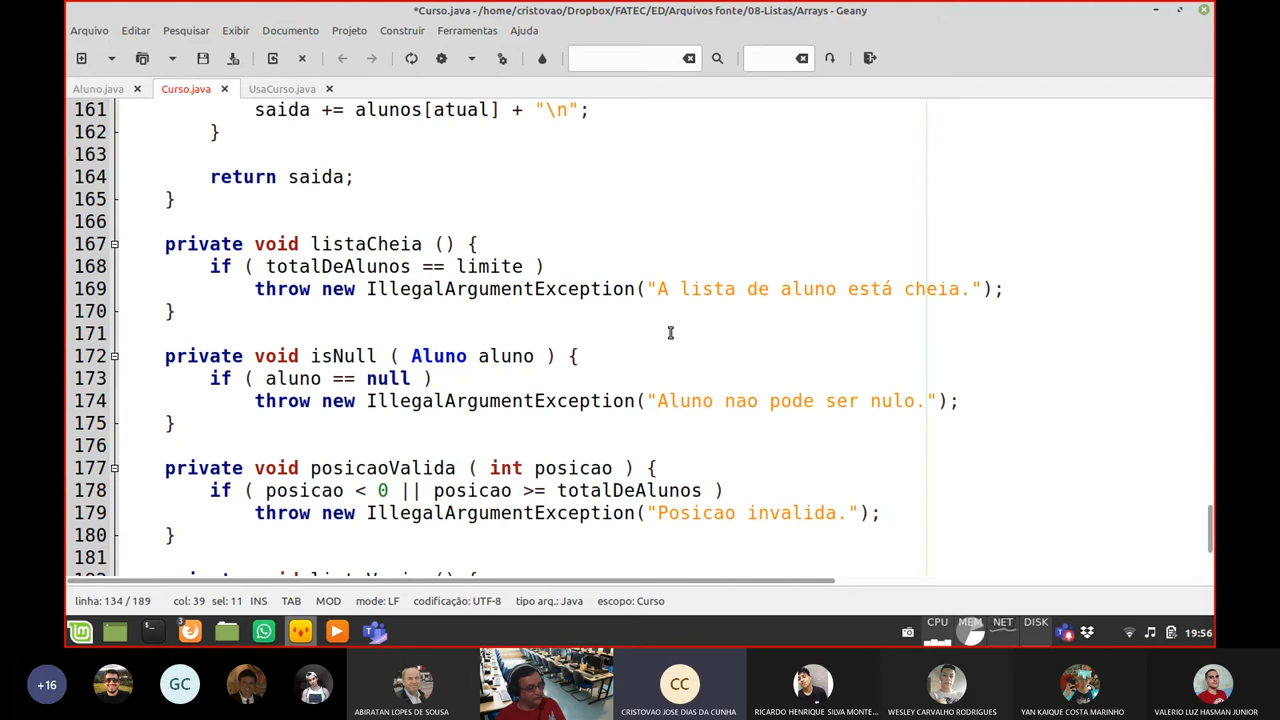 *Curso.java - /home/cristovao/Dropbox/FATEC/ED/Arquivos fonte/08-Listas/Arrays - Geany
Arquivo Editar Pesquisar Exibir Documento Projeto Construir Ferramentas Ajuda
Aluno.java Curso.java UsaCurso.java
161 saida += alunos[atual] + "\n";
162 }
163
164 return saida;
165 }
166
167 private void listaCheia () {
168 if ( totalDeAlunos == limite )
169 throw new IllegalArgumentException("A lista de aluno está cheia.");
170 }
171
172 private void isNull ( Aluno aluno ) {
173 if ( aluno == null )
174 throw new IllegalArgumentException("Aluno nao pode ser nulo.");
175 }
176
177 private void posicaoValida ( int posicao ) {
178 if ( posicao < 0 || posicao >= totalDeAlunos )
179 throw new IllegalArgumentException("Posicao invalida.");
180 }
181
linha: 134 / 189 col: 39 sel: 11 INS TAB MOD mode: LF codificação: UTF-8 tipo arq.: Java escopo: Curso
3 CPU MEM NET DISK 19:56
+16 GC CC
ABIRATAN LOPES DE SOUSA CRISTOVAO JOSE DIAS DA CUNHA RICARDO HENRIQUE SILVA MONTE... WESLEY CARVALHO RODRIGUES YAN KAIQUE COSTA MARINHO VALERIO LUZ HASMAN JUNIOR